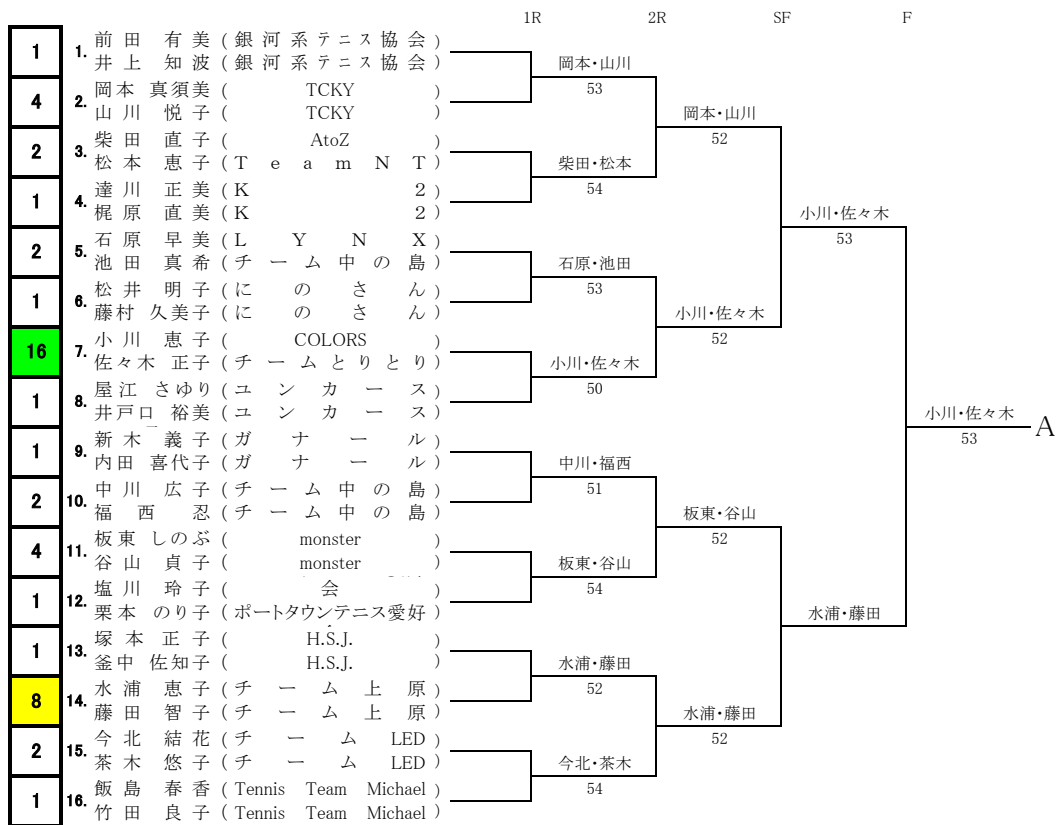 1R 2R SF F
1 1. 前田 有美 (銀河系テニス協会)
井上 知波 (銀河系テニス協会)
岡本・山川
53
4 2. 岡本 真須美 ( TCKY )
山川 悦子 ( TCKY )
岡本・山川
52
2 3. 柴田 直子 ( AtoZ )
松本 恵子 (Team NT)
柴田・松本
54
1 4. 達川 正美 (K 2)
梶原 直美 (K 2)
小川・佐々木
53
2 5. 石原 早美 (LYNX)
池田 真希 (チーム中の島)
石原・池田
53
1 6. 松井 明子 (にのさん)
藤村 久美子 (にのさん)
小川・佐々木
52
16 7. 小川 恵子 ( COLORS )
佐々木 正子 (チームとりとり)
小川・佐々木
50
1 8. 屋江 さゆり (ユンカース)
井戸口 裕美 (ユンカース)
小川・佐々木
53
A
1 9. 新木 義子 (ガナール)
内田 喜代子 (ガナール)
中川・福西
51
2 10. 中川 広子 (チーム中の島)
福西 忍 (チーム中の島)
板東・谷山
52
4 11. 板東 しのぶ ( monster )
谷山 貞子 ( monster )
板東・谷山
54
1 12. 塩川 玲子 ( 会 )
栗本 のり子 (ポートタウンテニス愛好)
水浦・藤田
1 13. 塚本 正子 ( H.S.J. )
釜中 佐知子 ( H.S.J. )
水浦・藤田
52
8 14. 水浦 恵子 (チーム上原)
藤田 智子 (チーム上原)
水浦・藤田
52
2 15. 今北 結花 (チーム LED)
茶木 悠子 (チーム LED)
今北・茶木
54
1 16. 飯島 春香 (Tennis Team Michael)
竹田 良子 (Tennis Team Michael)